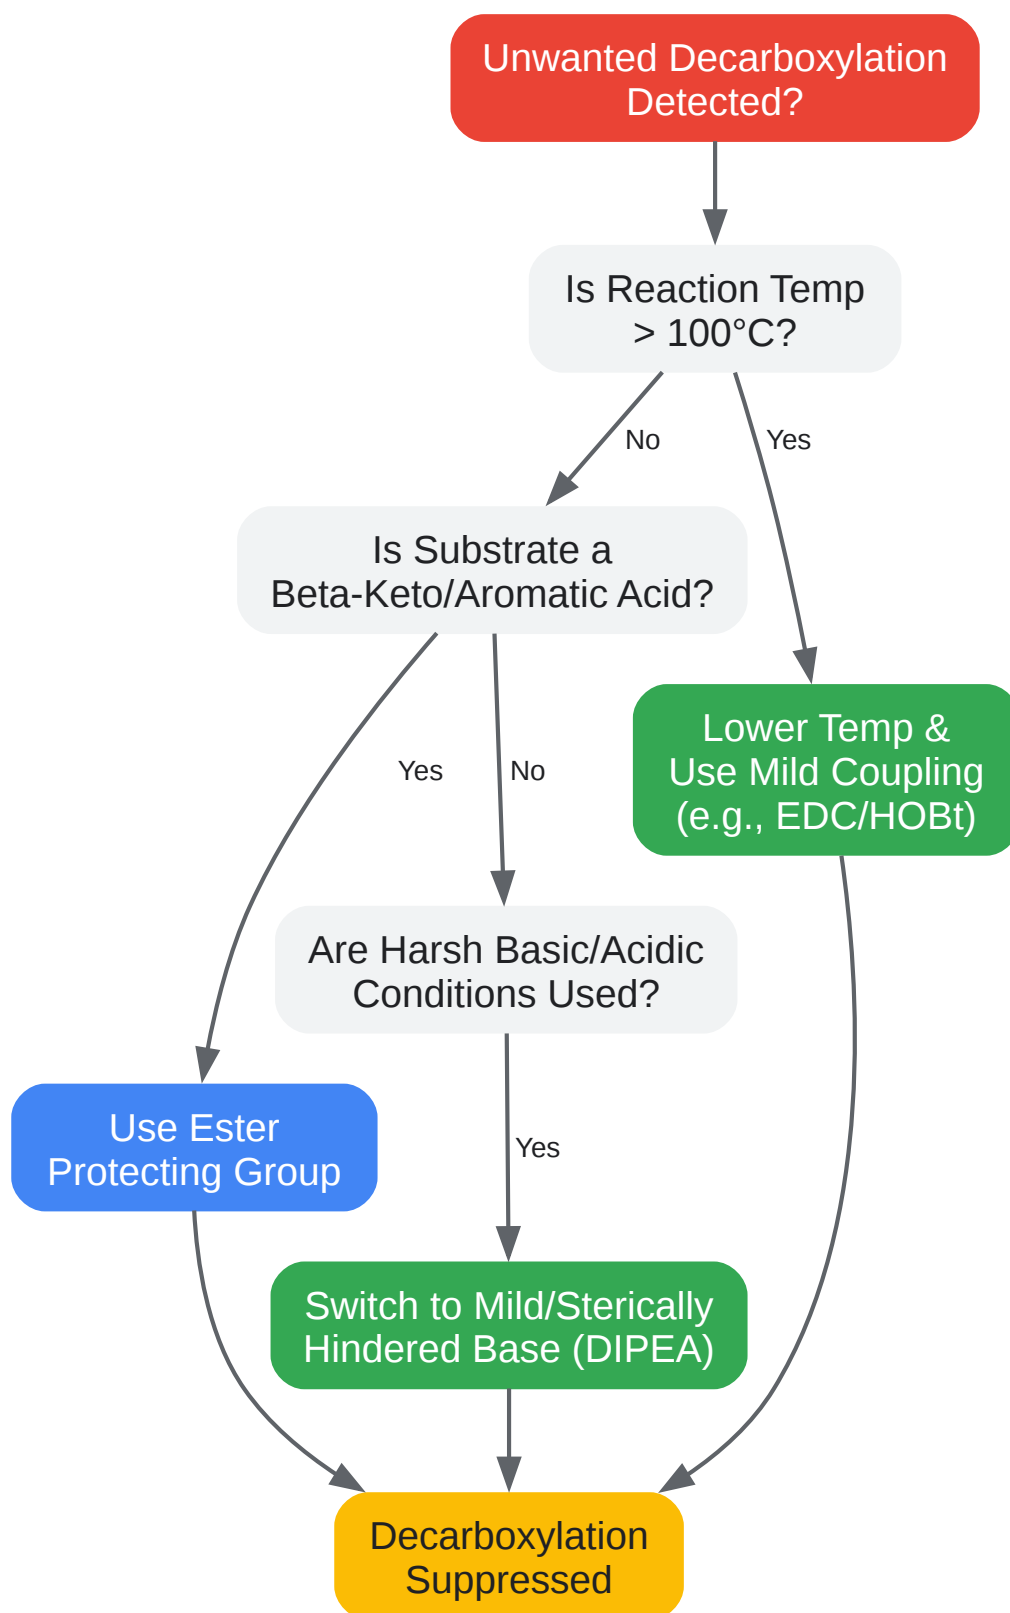 Unwanted Decarboxylation
Detected?
Is Reaction Temp
> 100°C?
No
Yes
Is Substrate a
Beta-Keto/Aromatic Acid?
Lower Temp &
Use Mild Coupling
(e.g., EDC/HOBt)
Yes
No
Are Harsh Basic/Acidic
Conditions Used?
Use Ester
Protecting Group
Yes
Switch to Mild/Sterically
Hindered Base (DIPEA)
Decarboxylation
Suppressed